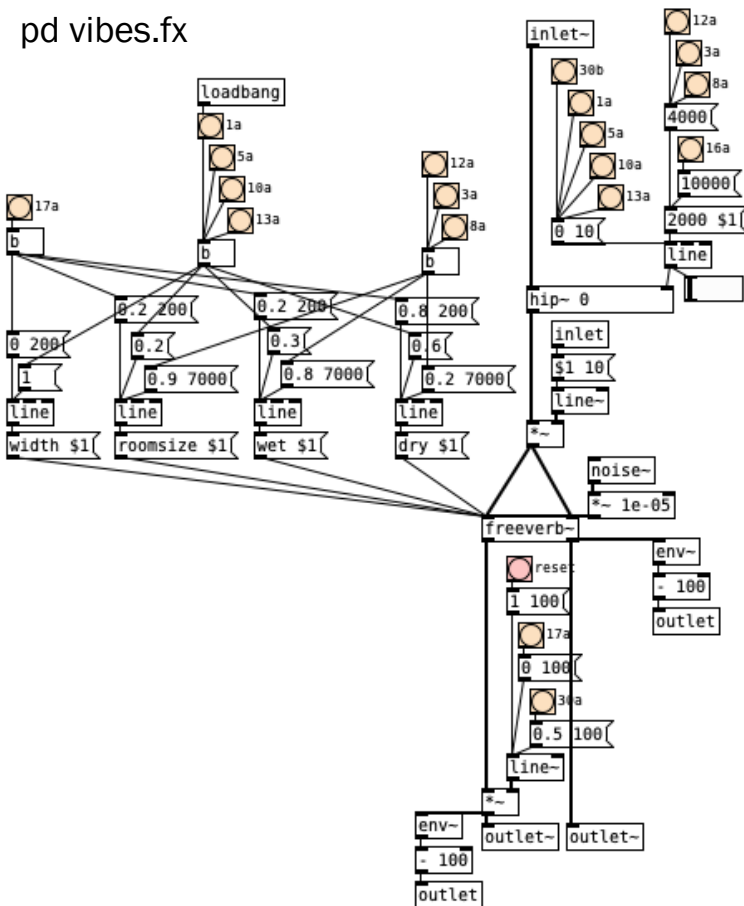 pd vibes.fx
inlet~
12a
3a
8a
30b
loadbang
1a
4000
1a
5a
5a
16a
12a
10a
10a
10000
3a
13a
17a
13a
2000 $1
8a
0 10
b
b
line
b
0.2 200
0.2 200
0.8 200
hip~ 0
0 200
0.2
0.3
0.6
inlet
1
0.9 7000
0.8 7000
0.2 7000
$1 10
line
line
line
line
line~
width $1
roomsize $1
wet $1
dry $1
*~
noise~
*~ 1e-05
freeverb~
env~
reset
- 100
1 100
outlet
17a
0 100
30a
0.5 100
line~
*~
env~
outlet~
outlet~
- 100
outlet